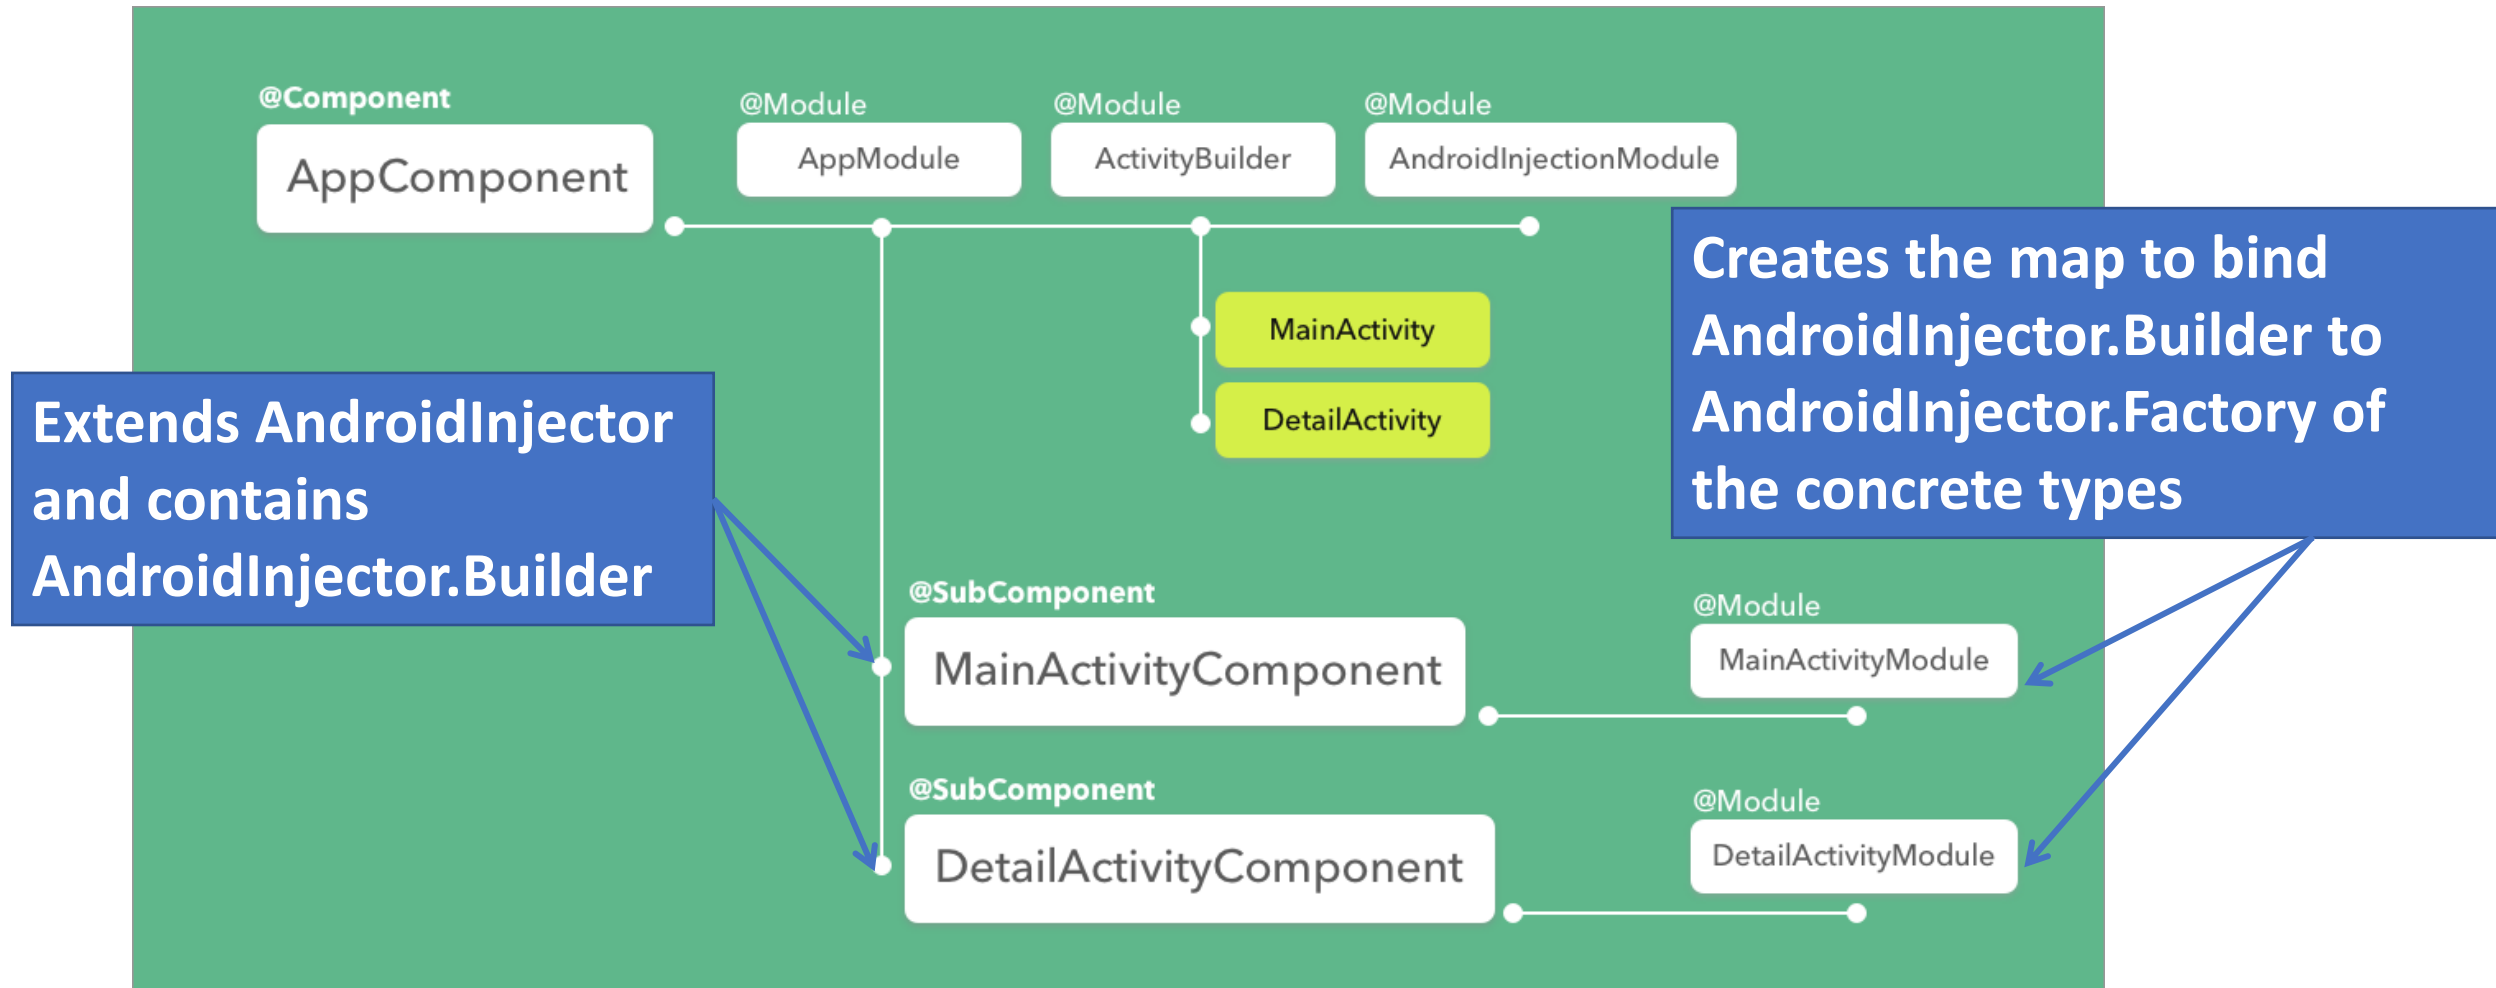 @Component
AppComponent
@Module
AppModule
@Module
ActivityBuilder
@Module
AndroidInjectionModule
MainActivity
DetailActivity
Creates the map to bind
AndroidInjector.Builder to
AndroidInjector.Factory of
the concrete types
Extends AndroidInjector
and contains
AndroidInjector.Builder
@SubComponent
MainActivityComponent
@Module
MainActivityModule
@SubComponent
DetailActivityComponent
@Module
DetailActivityModule